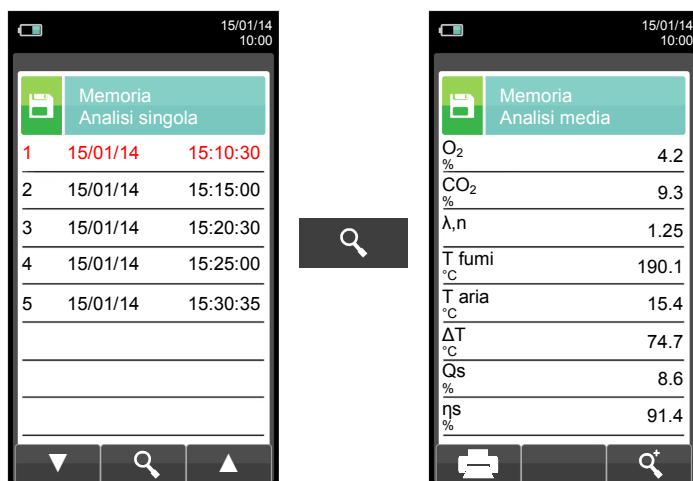 15/01/14
10:00
Memoria
Analisi singola
1 15/01/14 15:10:30
2 15/01/14 15:15:00
3 15/01/14 15:20:30
4 15/01/14 15:25:00
5 15/01/14 15:30:35
15/01/14
10:00
Memoria
Analisi media
O₂ % 4.2
CO₂ % 9.3
λ,n 1.25
T fumi °C 190.1
T aria °C 15.4
ΔT °C 74.7
Qs % 8.6
ηs % 91.4